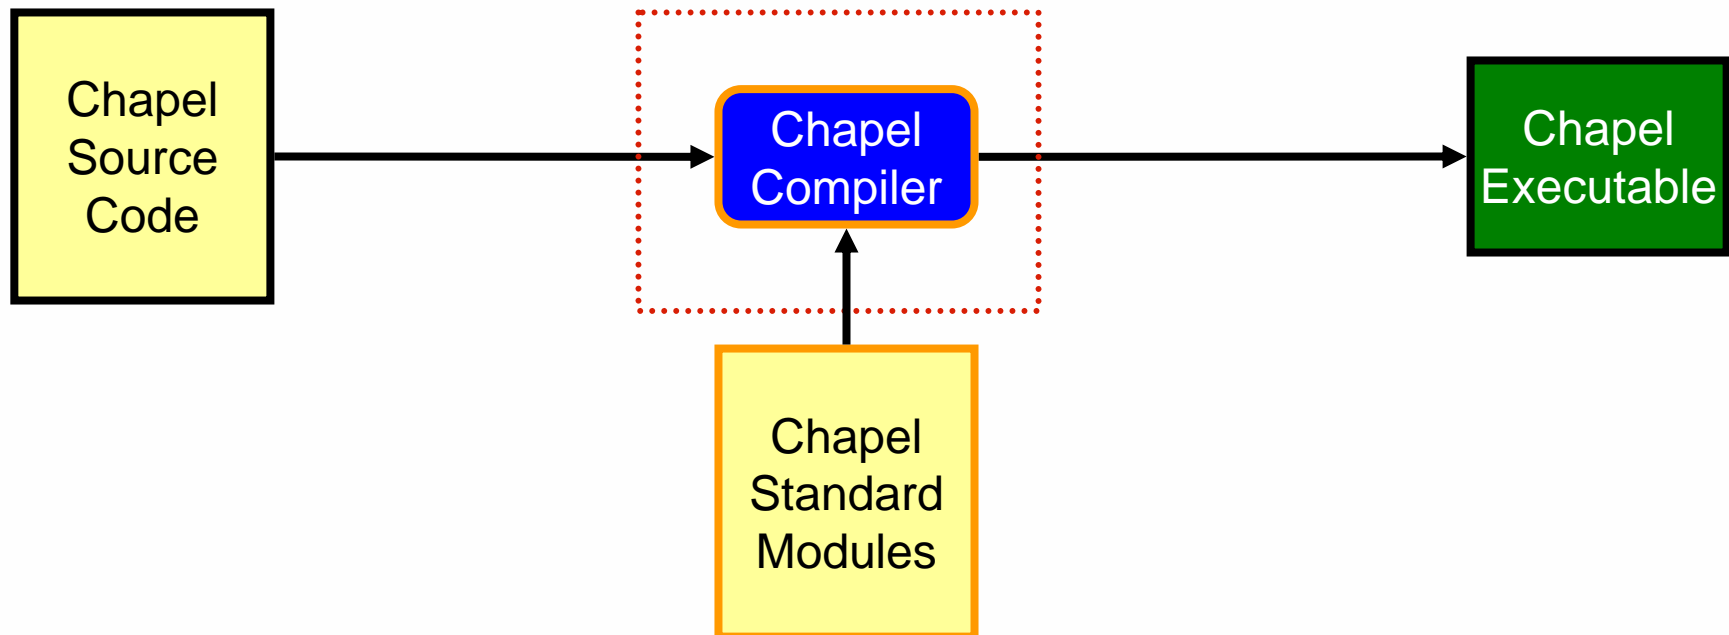 Chapel
Source
Code
Chapel
Compiler
Chapel
Executable
Chapel
Standard
Modules